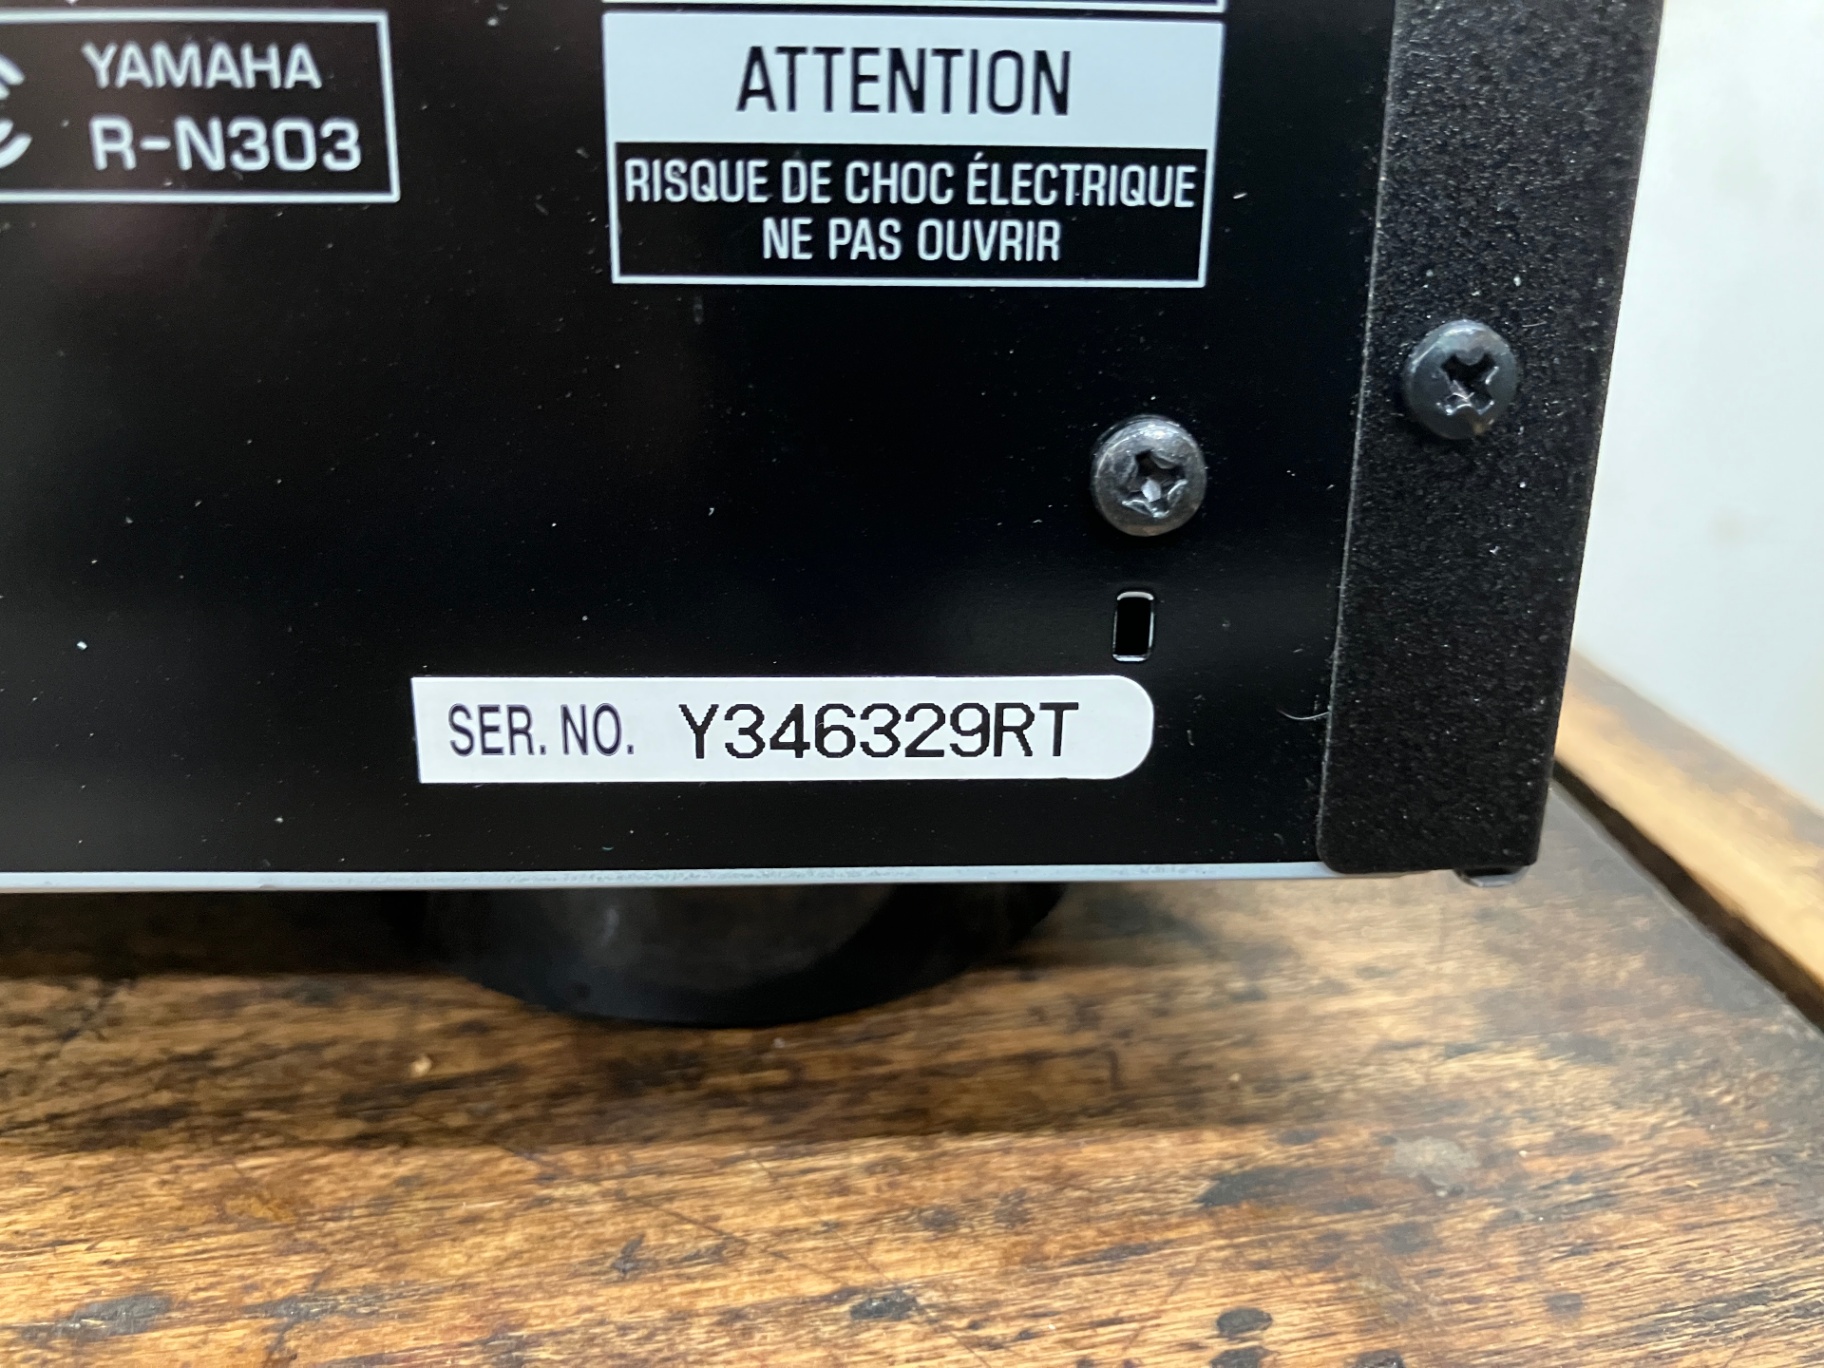 YAMAHA
R-N303
ATTENTION
RISQUE DE CHOC ÉLECTRIQUE
NE PAS OUVRIR
SER. NO. Y346329RT